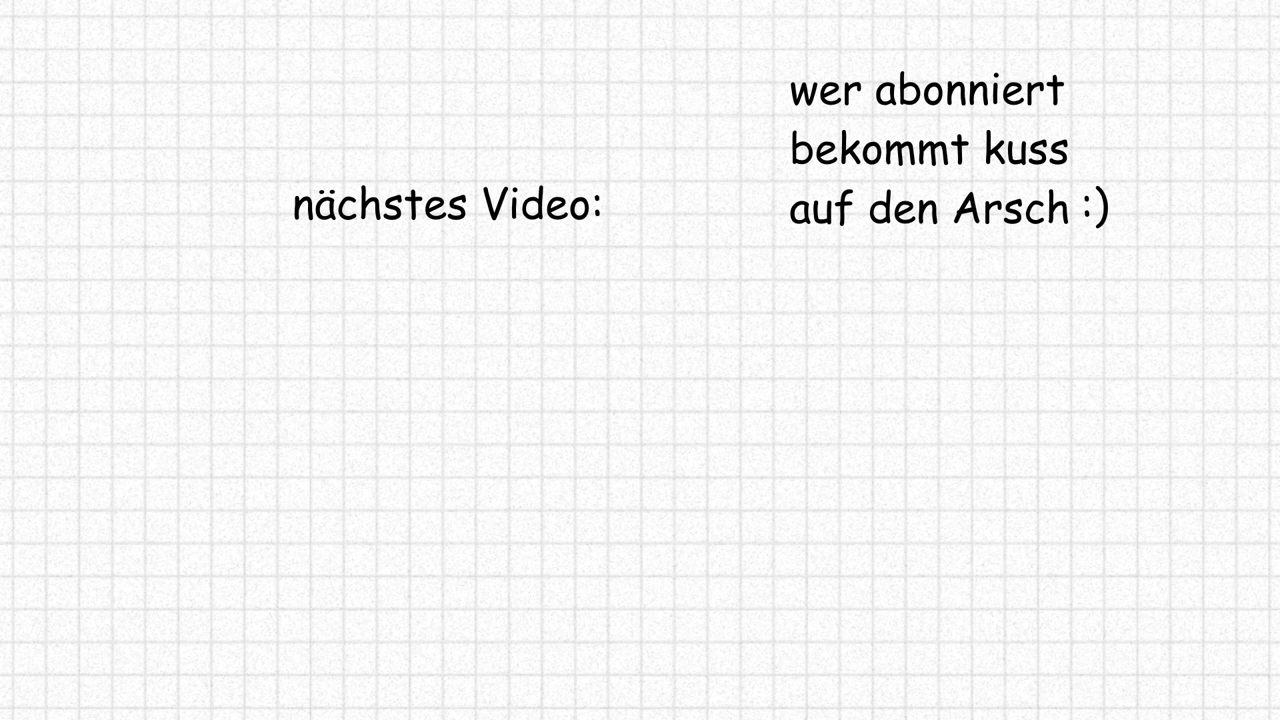 nächstes Video:
wer abonniert
bekommt kuss
auf den Arsch :)